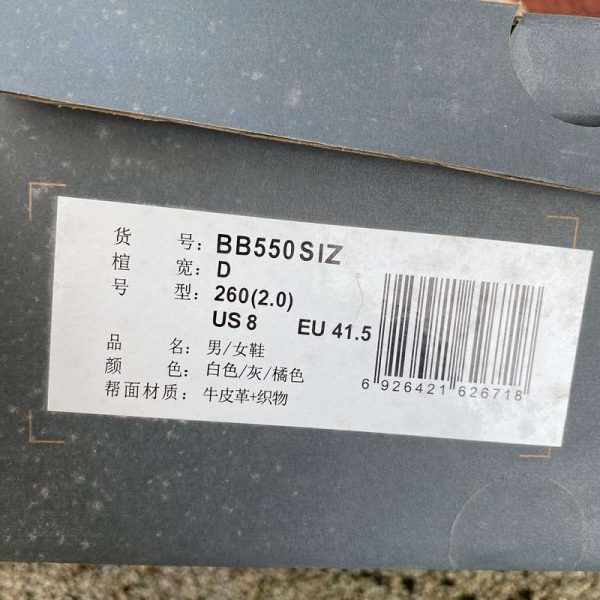 货 号: BB550SIZ
楦 宽: D
号 型: 260(2.0)
US 8 EU 41.5
品 名: 男/女鞋
颜 色: 白色/灰/橘色
帮面材质: 牛皮革+织物
6 926421 626718